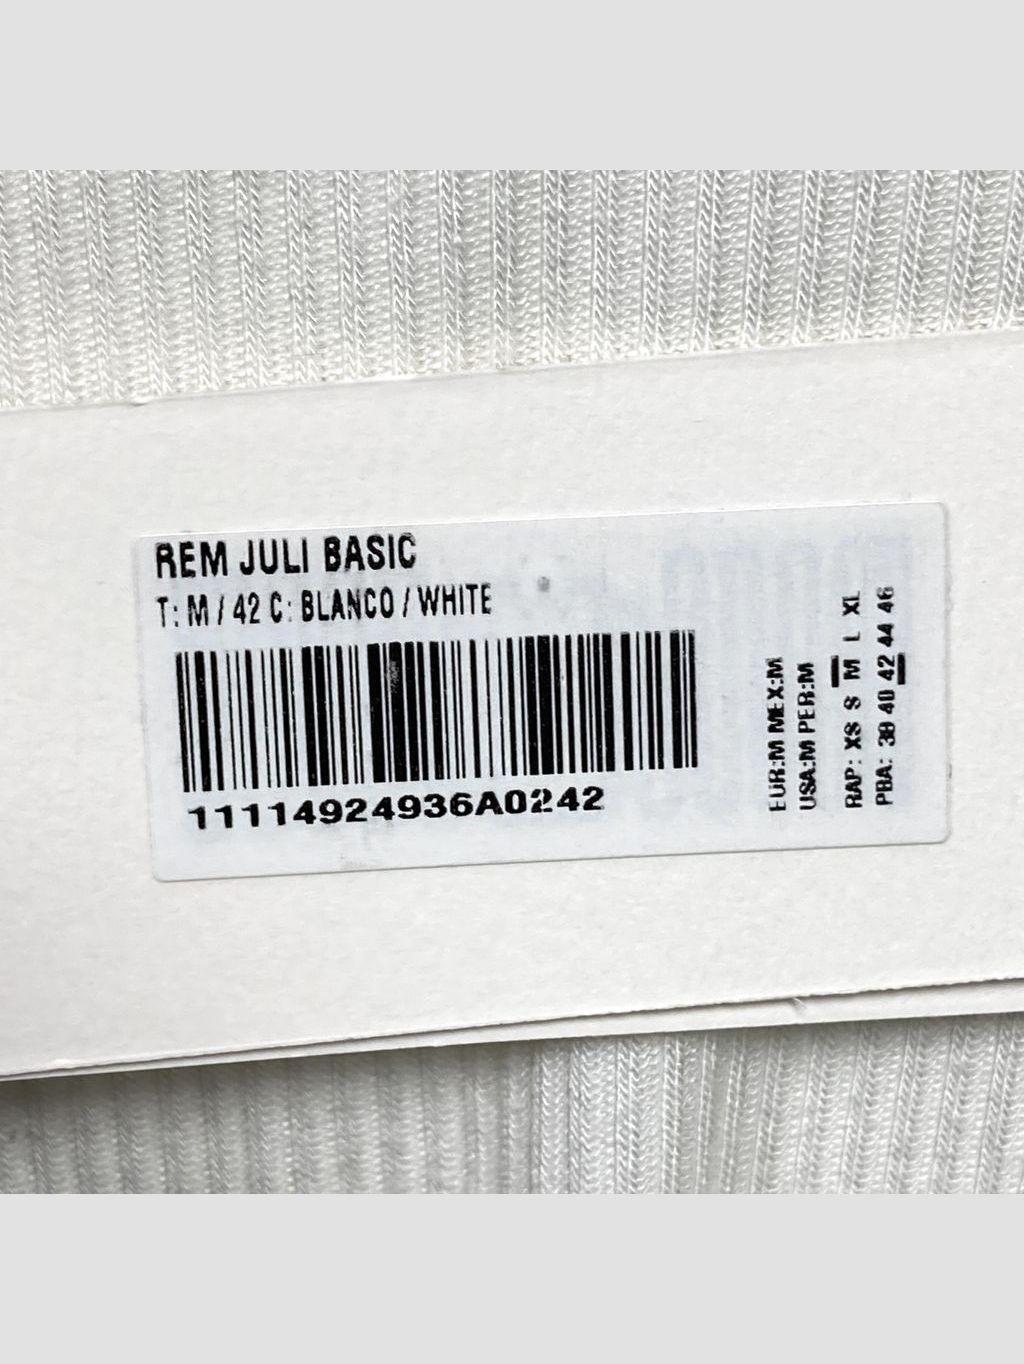 REM JULI BASIC
T: M / 42 C: BLANCO / WHITE
11114924936A0242
EUR:M MEX:M
USA:M PER:M
RAP: XS S M L XL
PBA: 38 40 42 44 46